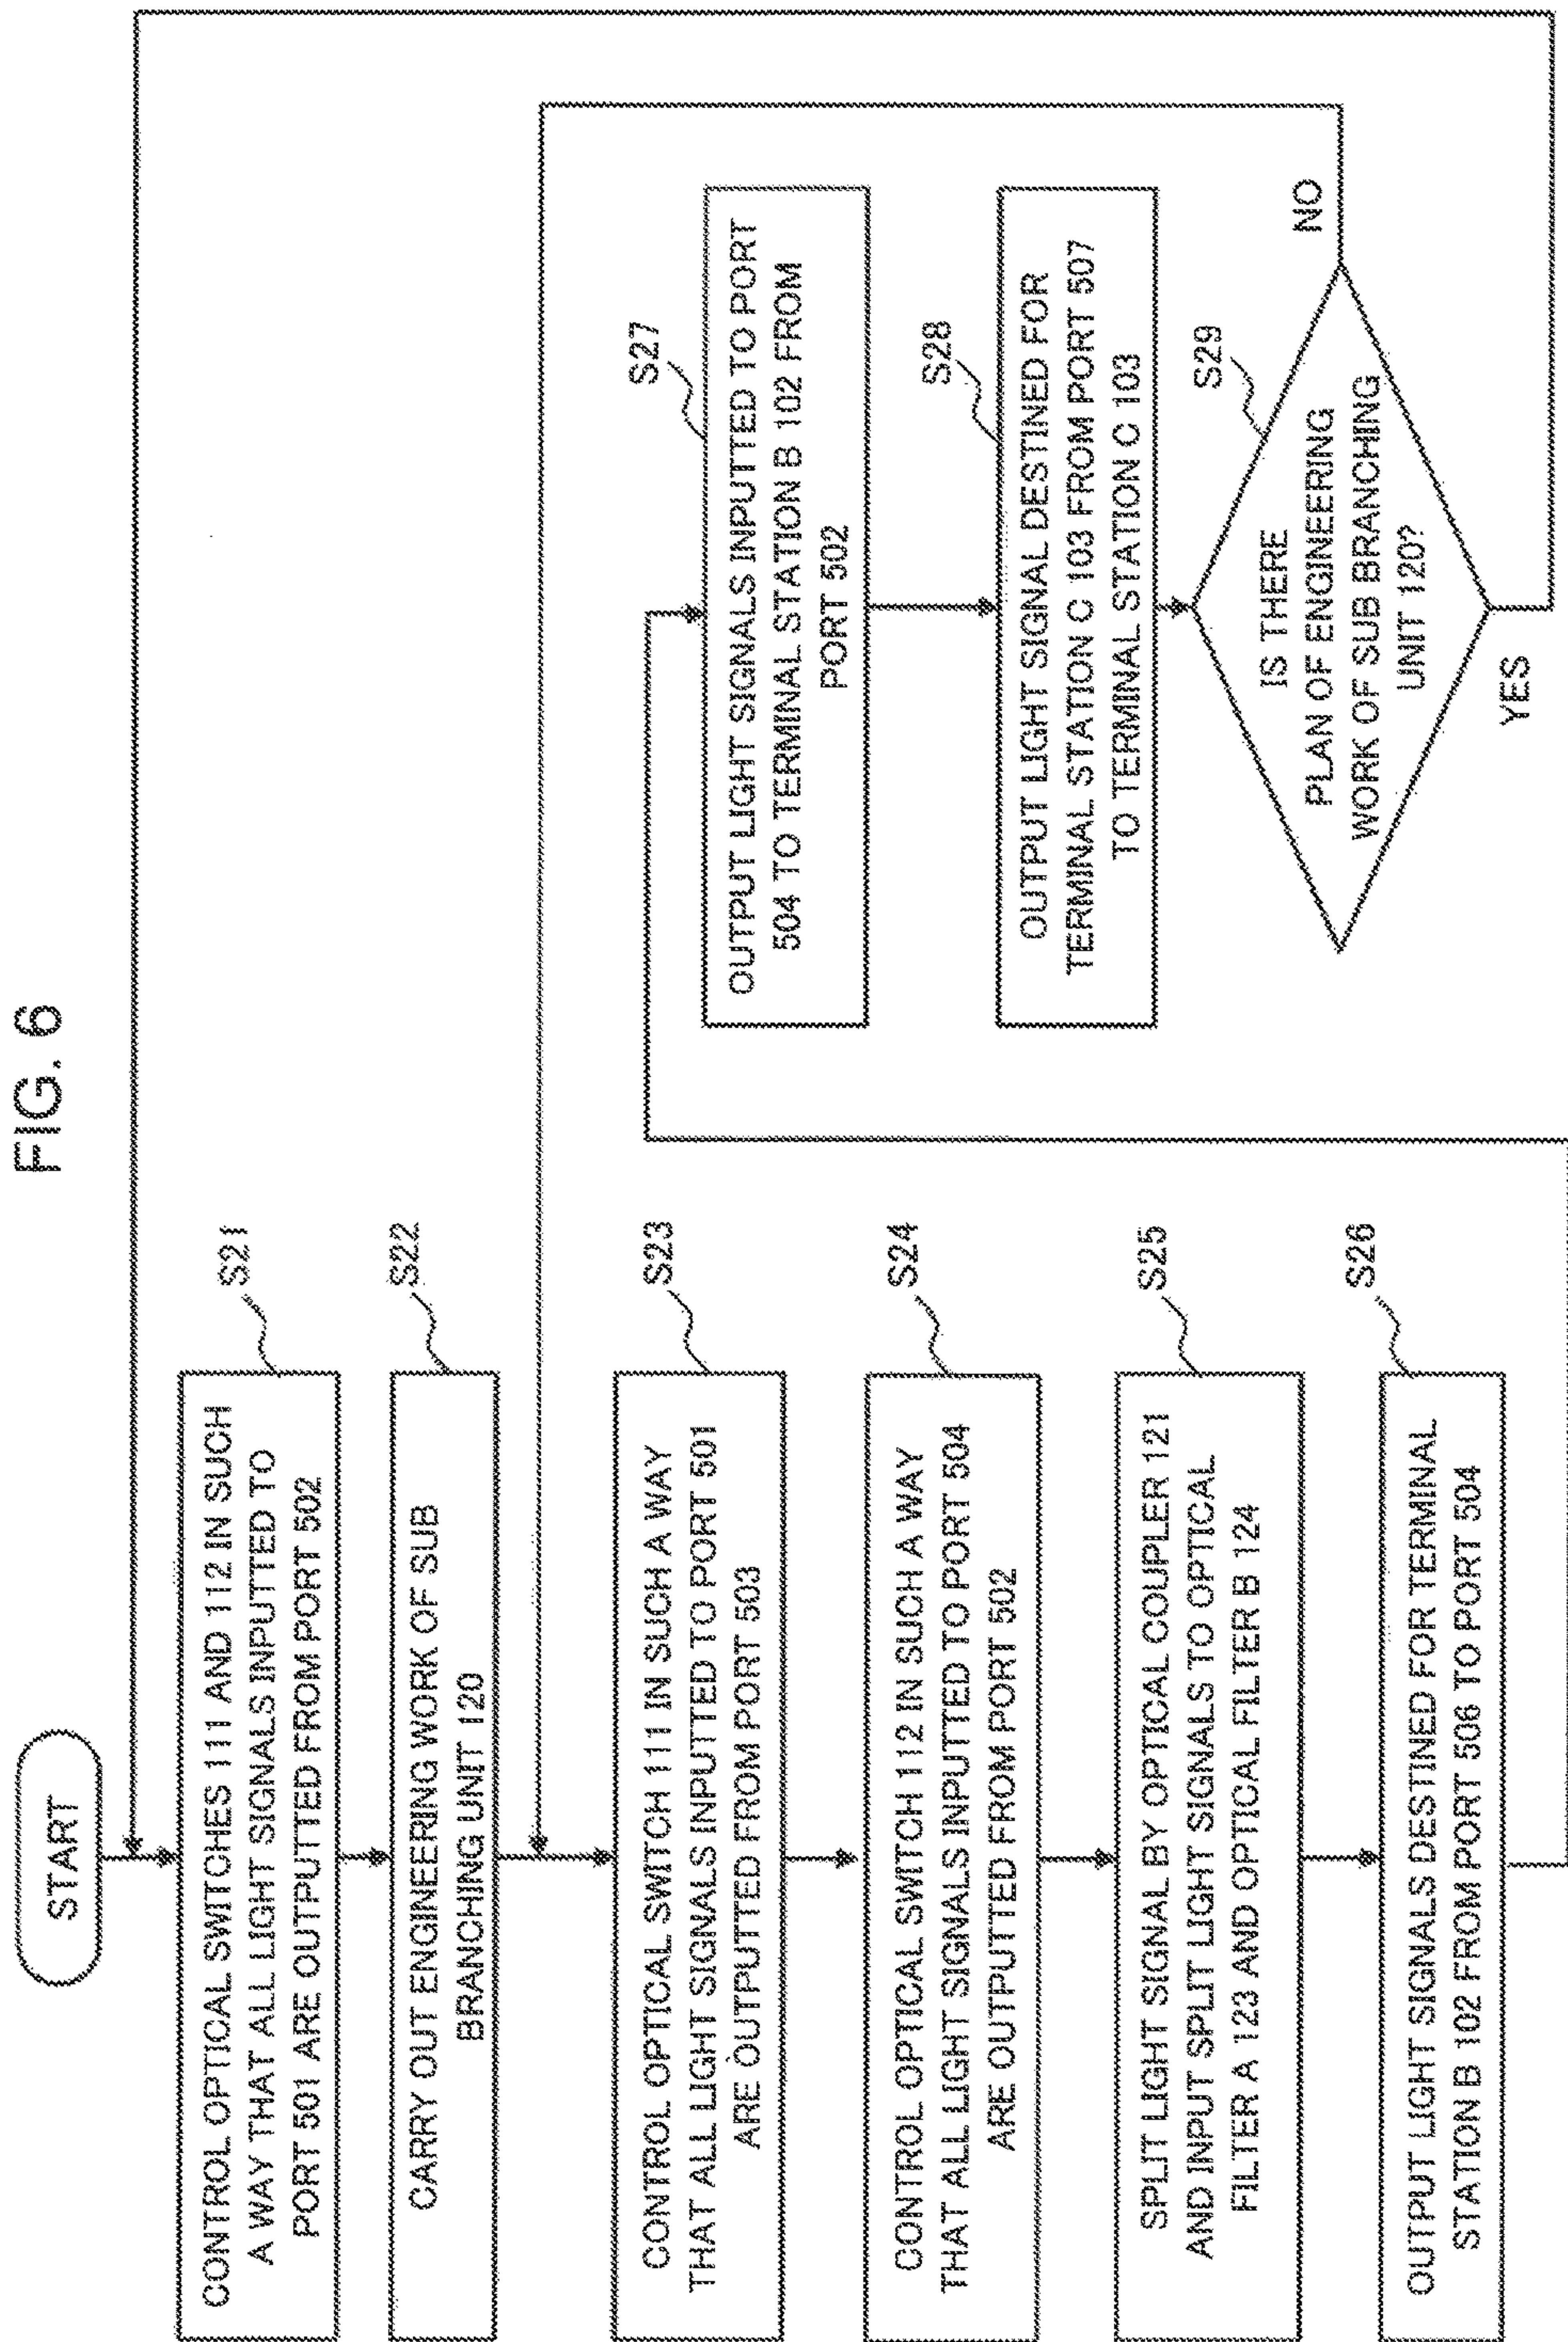 FIG. 6
START
S21
CONTROL OPTICAL SWITCHES 111 AND 112 IN SUCH
A WAY THAT ALL LIGHT SIGNALS INPUTTED TO
PORT 501 ARE OUTPUTTED FROM PORT 502
S22
CARRY OUT ENGINEERING WORK OF SUB
BRANCHING UNIT 120
S23
CONTROL OPTICAL SWITCH 111 IN SUCH A WAY
THAT ALL LIGHT SIGNALS INPUTTED TO PORT 501
ARE OUTPUTTED FROM PORT 503
S24
CONTROL OPTICAL SWITCH 112 IN SUCH A WAY
THAT ALL LIGHT SIGNALS INPUTTED TO PORT 504
ARE OUTPUTTED FROM PORT 502
S25
SPLIT LIGHT SIGNAL BY OPTICAL COUPLER 121
AND INPUT SPLIT LIGHT SIGNALS TO OPTICAL
FILTER A 123 AND OPTICAL FILTER B 124
S26
OUTPUT LIGHT SIGNALS DESTINED FOR TERMINAL
STATION B 102 FROM PORT 506 TO PORT 504
S27
OUTPUT LIGHT SIGNALS INPUTTED TO PORT
504 TO TERMINAL STATION B 102 FROM
PORT 502
S28
OUTPUT LIGHT SIGNAL DESTINED FOR
TERMINAL STATION C 103 FROM PORT 507
TO TERMINAL STATION C 103
S29
IS THERE
PLAN OF ENGINEERING
WORK OF SUB BRANCHING
UNIT 120?
NO
YES